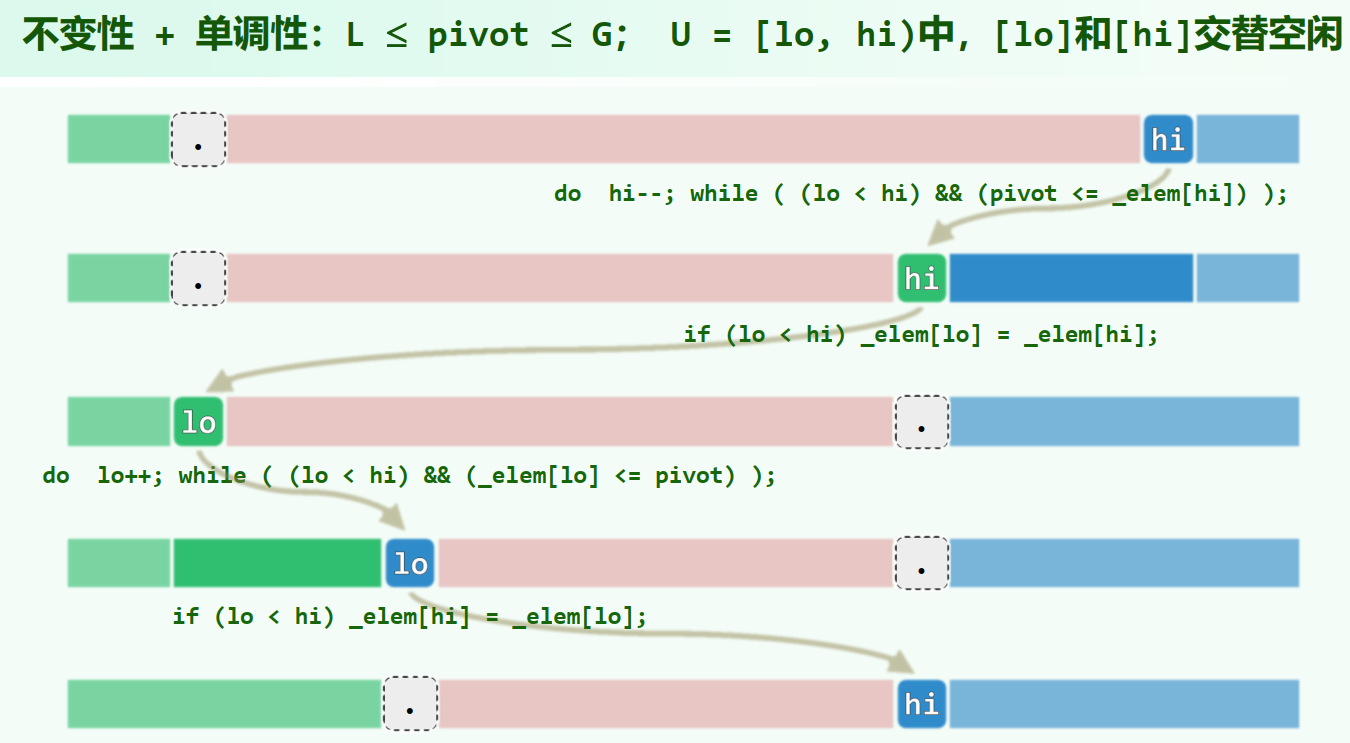 不变性 + 单调性：L ≤ pivot ≤ G； U = [lo, hi)中，[lo]和[hi]交替空闲
. hi
do hi--; while ( (lo < hi) && (pivot <= _elem[hi]) );
. hi
if (lo < hi) _elem[lo] = _elem[hi];
lo .
do lo++; while ( (lo < hi) && (_elem[lo] <= pivot) );
lo .
if (lo < hi) _elem[hi] = _elem[lo];
. hi